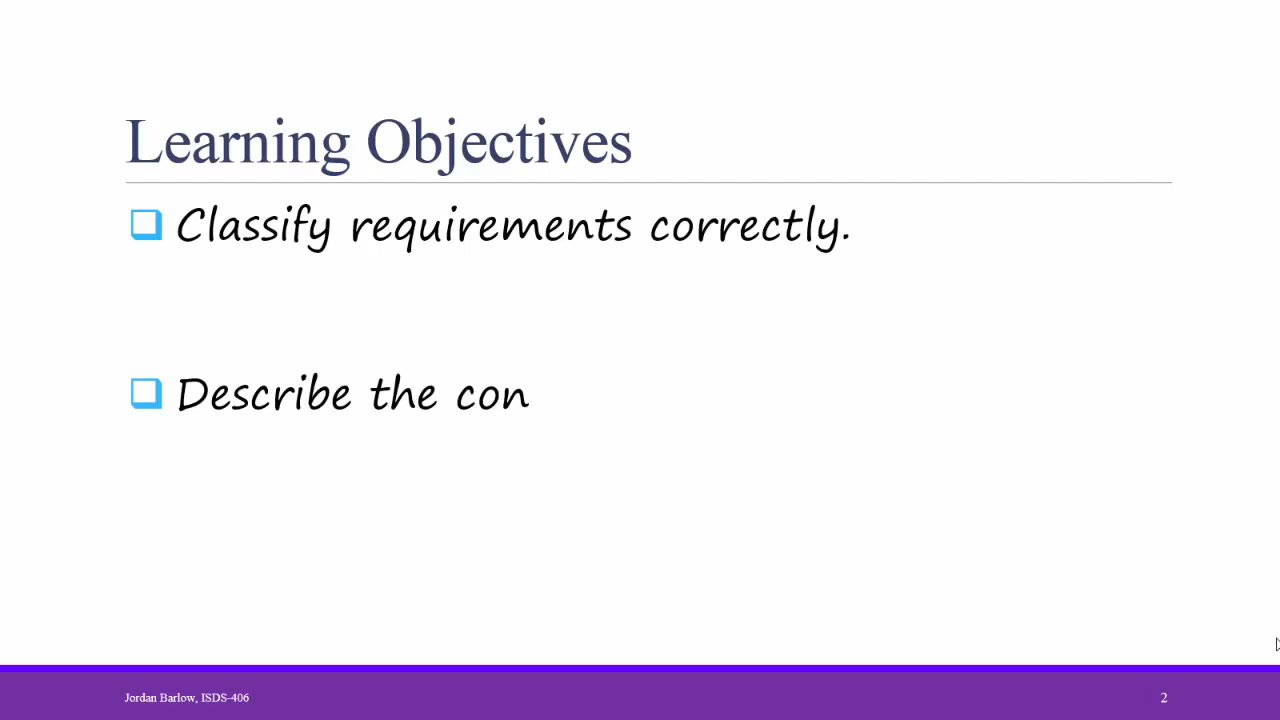 Learning Objectives
Classify requirements correctly.
Describe the con
Jordan Barlow, ISDS-406
2